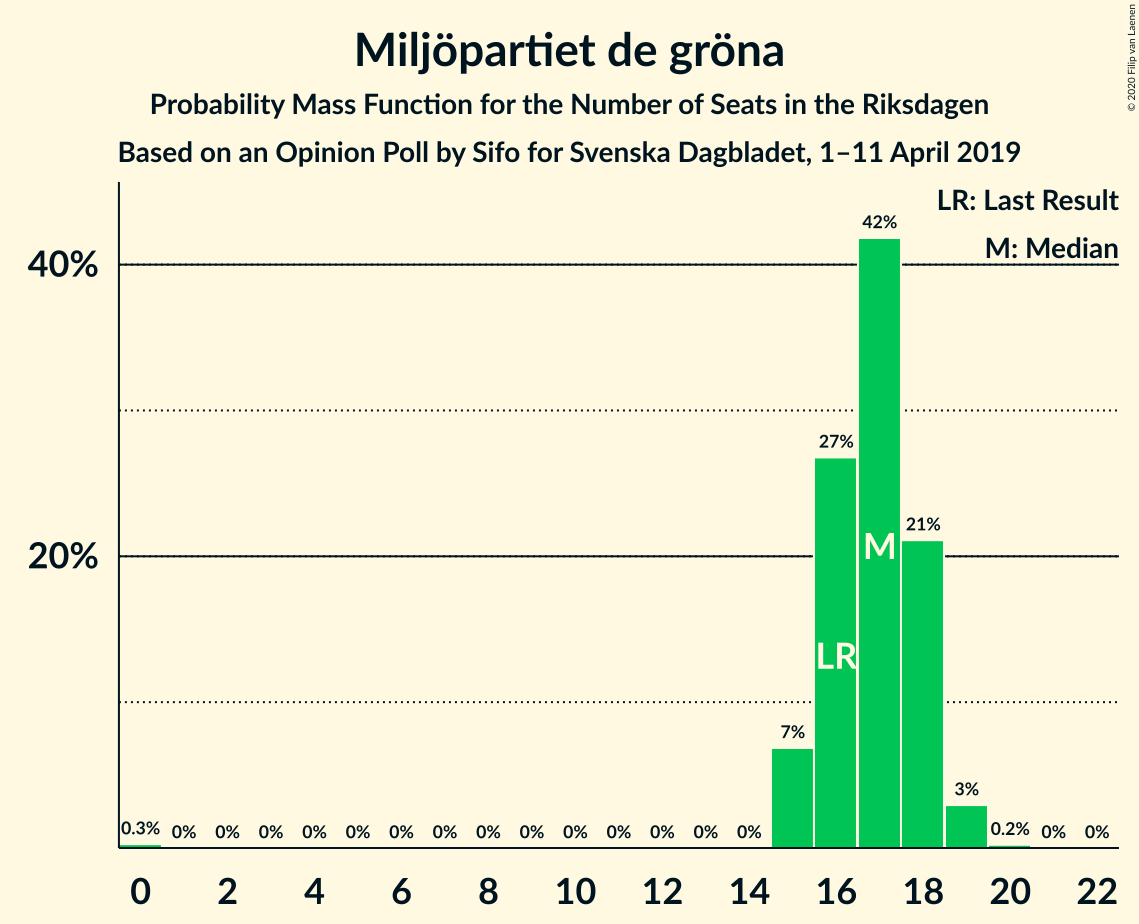 Miljöpartiet de gröna
Probability Mass Function for the Number of Seats in the Riksdagen
Based on an Opinion Poll by Sifo for Svenska Dagbladet, 1–11 April 2019
© 2020 Filip van Laenen
LR: Last Result
M: Median
40%
20%
0.3% 0% 0% 0% 0% 0% 0% 0% 0% 0% 0% 0% 0% 0% 0% 7% 27% 42% 21% 3% 0.2% 0% 0%
M
LR
0 2 4 6 8 10 12 14 16 18 20 22